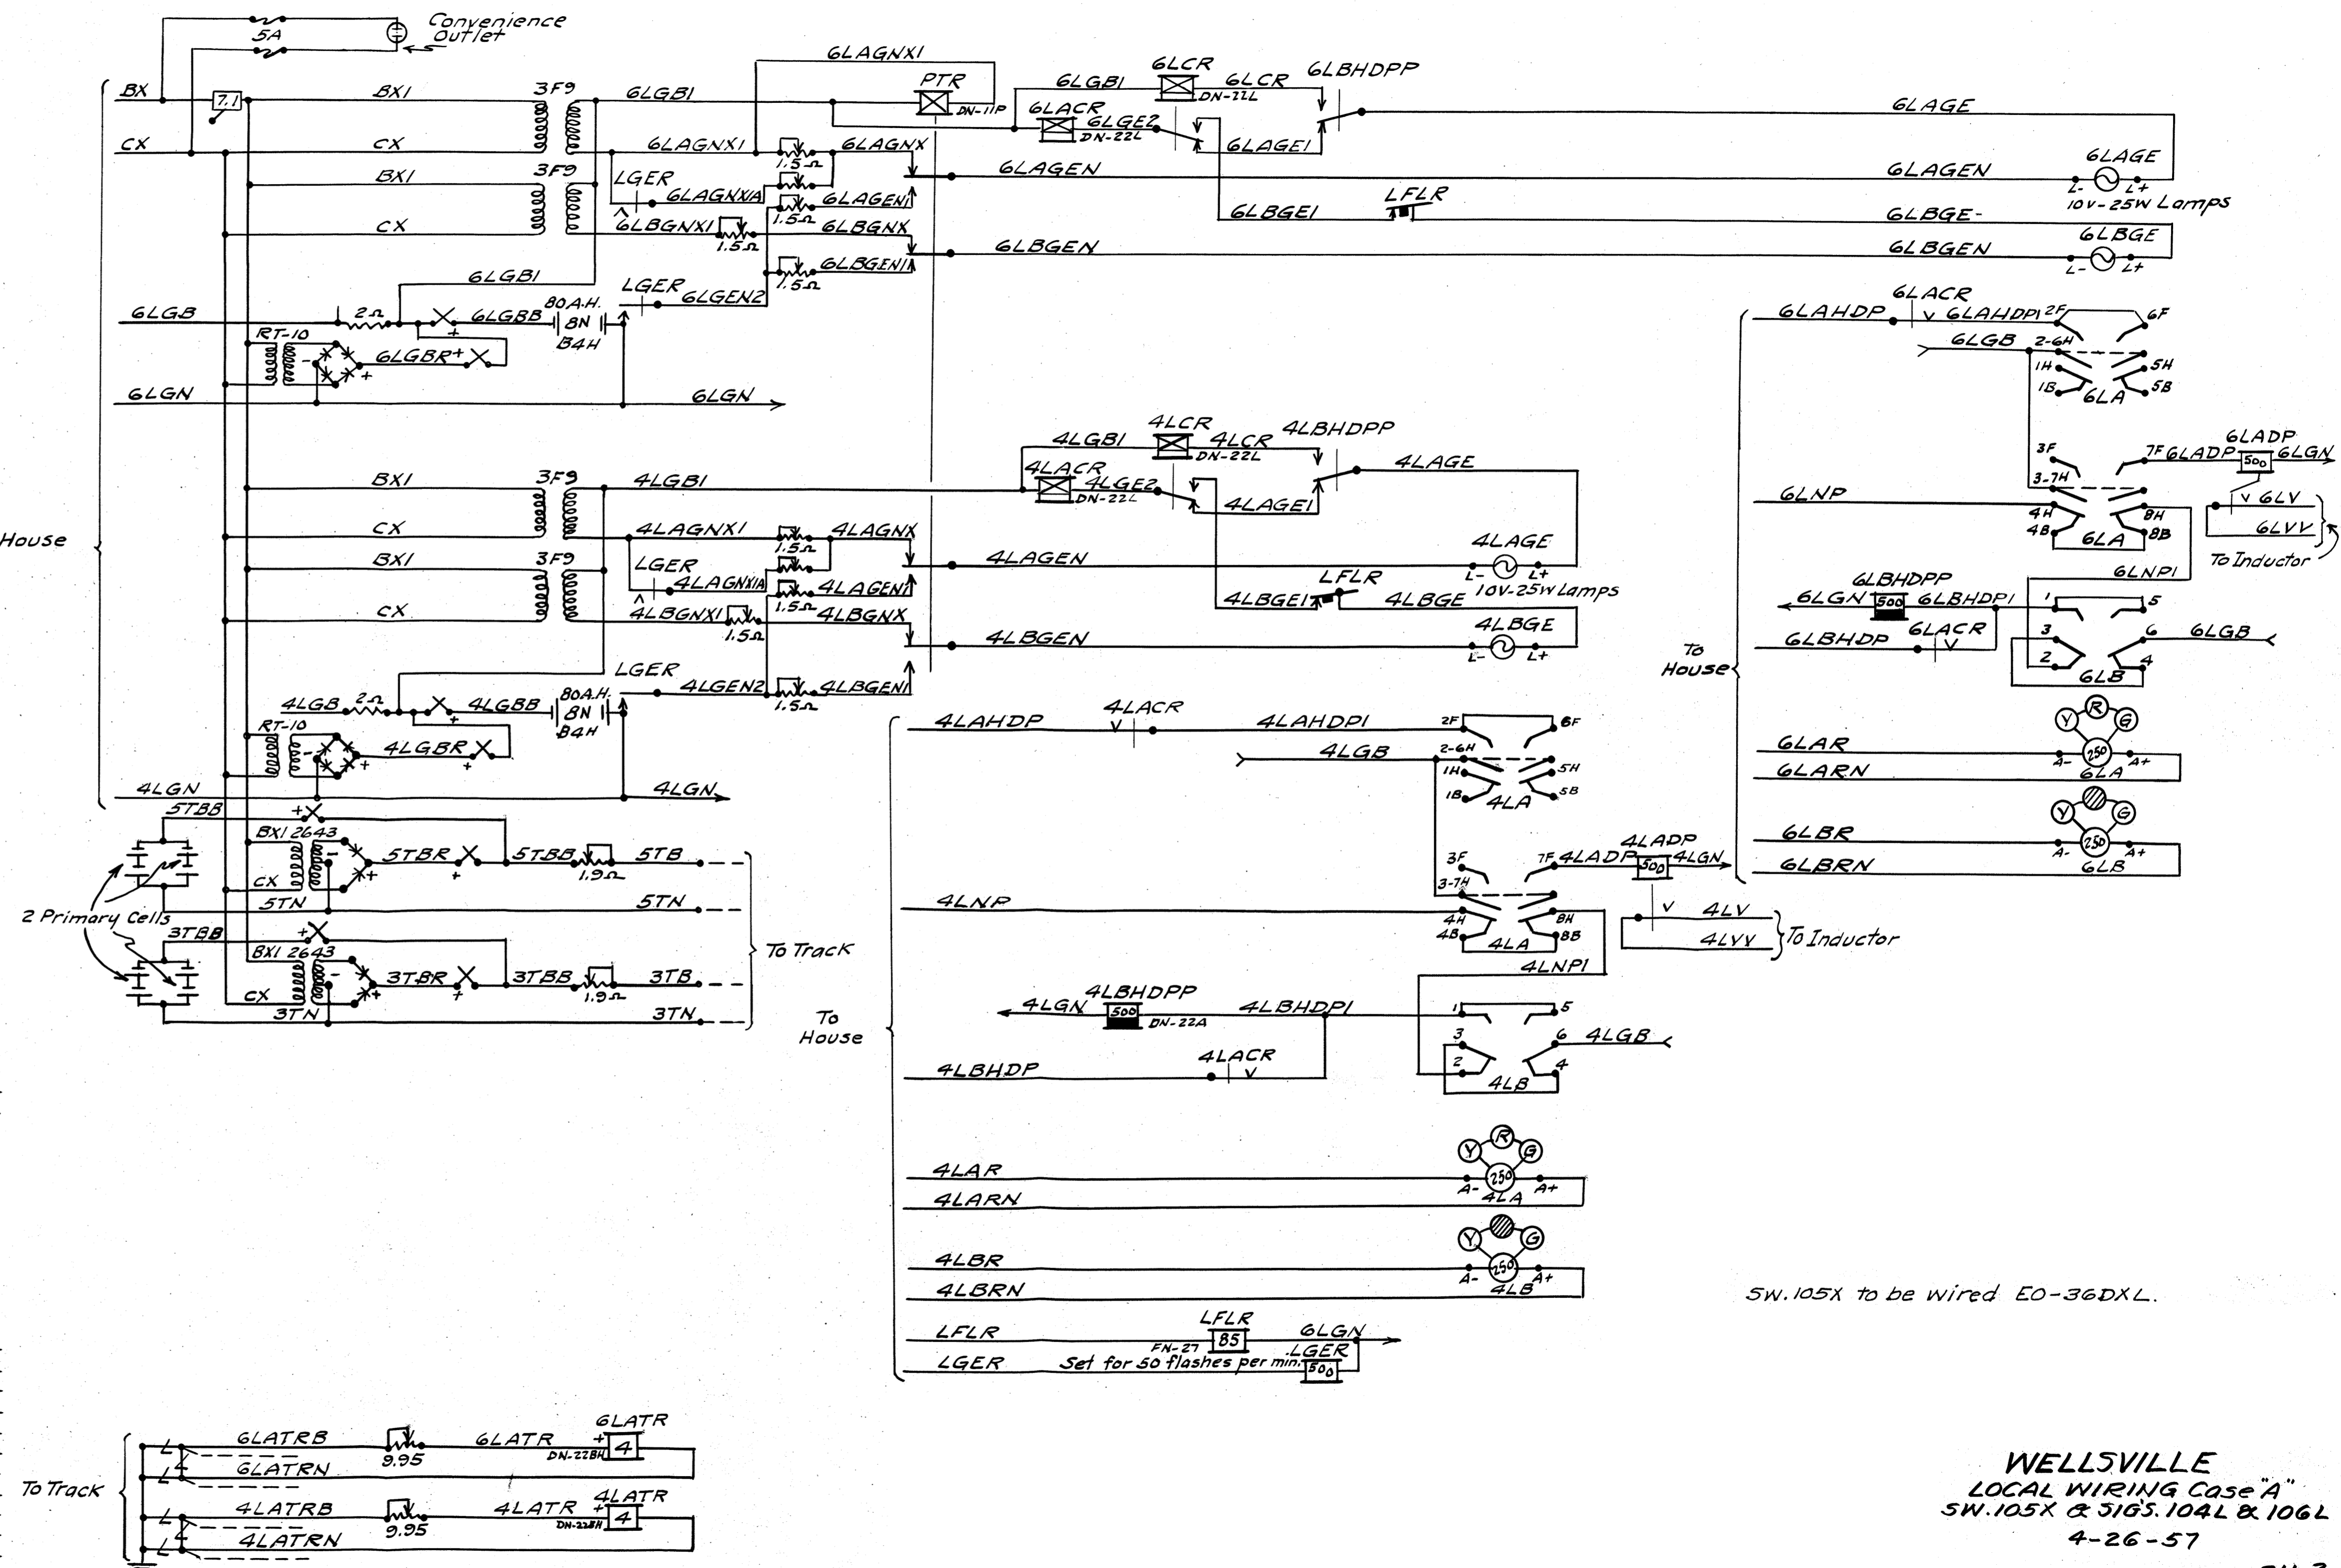 Convenience
Outlet
5A
BX
7.1
BX1
3F9
6LGB1
6LAGNX1
PTR
DN-11P
6LGB1
6LCR
6LCR
DN-22L
6LBHDPP
6LAGE
6LACR
DN-22L
6LGE2
6LAGE1
CX
CX
6LAGNX1
1.5Ω
6LAGNX
BX1
3F9
LGER
6LAGNX1A
6LAGEN1
1.5Ω
6LAGEN
6LAGEN
6LAGE
L-
L+
10V-25W Lamps
CX
6LBGNX1
1.5Ω
6LBGNX
6LBGE1
LFLR
6LBGE-
6LBGEN
6LBGEN
6LBGE
L-
L+
6LBGEN1
1.5Ω
6LGB1
LGER
6LGEN2
6LGB
2Ω
+
6LGBB
80A.H.
8N
B4H
RT-10
-
+
6LGBR
+
6LGN
6LGN
House
BX1
3F9
4LGB1
4LGB1
4LCR
4LCR
DN-22L
4LBHDPP
4LAGE
4LACR
DN-22L
4LGE2
4LAGE1
CX
4LAGNX1
1.5Ω
4LAGNX
BX1
3F9
LGER
4LAGNX1A
4LAGEN1
1.5Ω
4LAGEN
4LAGE
L-
L+
10V-25W Lamps
CX
4LBGNX1
1.5Ω
4LBGNX
4LBGE1
LFLR
4LBGE
4LBGEN
4LBGE
L-
L+
LGER
4LGEN2
4LBGEN1
1.5Ω
4LGB
2Ω
+
4LGBB
80A.H.
8N
B4H
RT-10
-
+
4LGBR
+
4LGN
4LGN
5TBB
+
BX1
2643
-
+
5TBR
+
5TBB
1.9Ω
5TB
CX
5TN
5TN
2 Primary Cells
3TBB
+
BX1
2643
-
+
3TBR
+
3TBB
1.9Ω
3TB
CX
3TN
3TN
To Track
To
House
6LAHDP
6LACR
6LAHDP1
2F
6F
6LGB
2-6H
1H
5H
1B
5B
6LA
3F
7F
6LADP
6LADP
500
6LGN
3-7H
6LNP
4H
8H
4B
8B
6LA
6LV
6LVV
To Inductor
6LNP1
6LBHDPP
6LGN
500
6LBHDP1
1
5
6LBHDP
6LACR
3
6
6LGB
2
4
6LB
Y
R
G
6LAR
A-
250
A+
6LA
6LARN
Y
G
6LBR
A-
250
A+
6LB
6LBRN
To
House
4LAHDP
4LACR
4LAHDP1
2F
6F
4LGB
2-6H
1H
5H
1B
5B
4LA
3F
7F
4LADP
4LADP
500
4LGN
3-7H
4LNP
4H
8H
4B
8B
4LA
4LV
4LVV
To Inductor
4LNP1
4LGN
4LBHDPP
500
DN-22A
4LBHDP1
1
5
3
6
4LGB
4LBHDP
4LACR
2
4
4LB
Y
R
G
4LAR
A-
250
A+
4LA
4LARN
Y
G
4LBR
A-
250
A+
4LB
4LBRN
LFLR
FN-27
LFLR
85
6LGN
LGER
Set for 50 flashes per min.
LGER
500
SW.105X to be wired EO-36DXL.
To Track
L
6LATRB
9.95
6LATR
6LATR
+
4
DN-22BH
L
6LATRN
L
4LATRB
9.95
4LATR
4LATR
+
4
DN-22BH
L
4LATRN
WELLSVILLE
LOCAL WIRING Case "A"
SW.105X & SIG'S. 104L & 106L
4-26-57